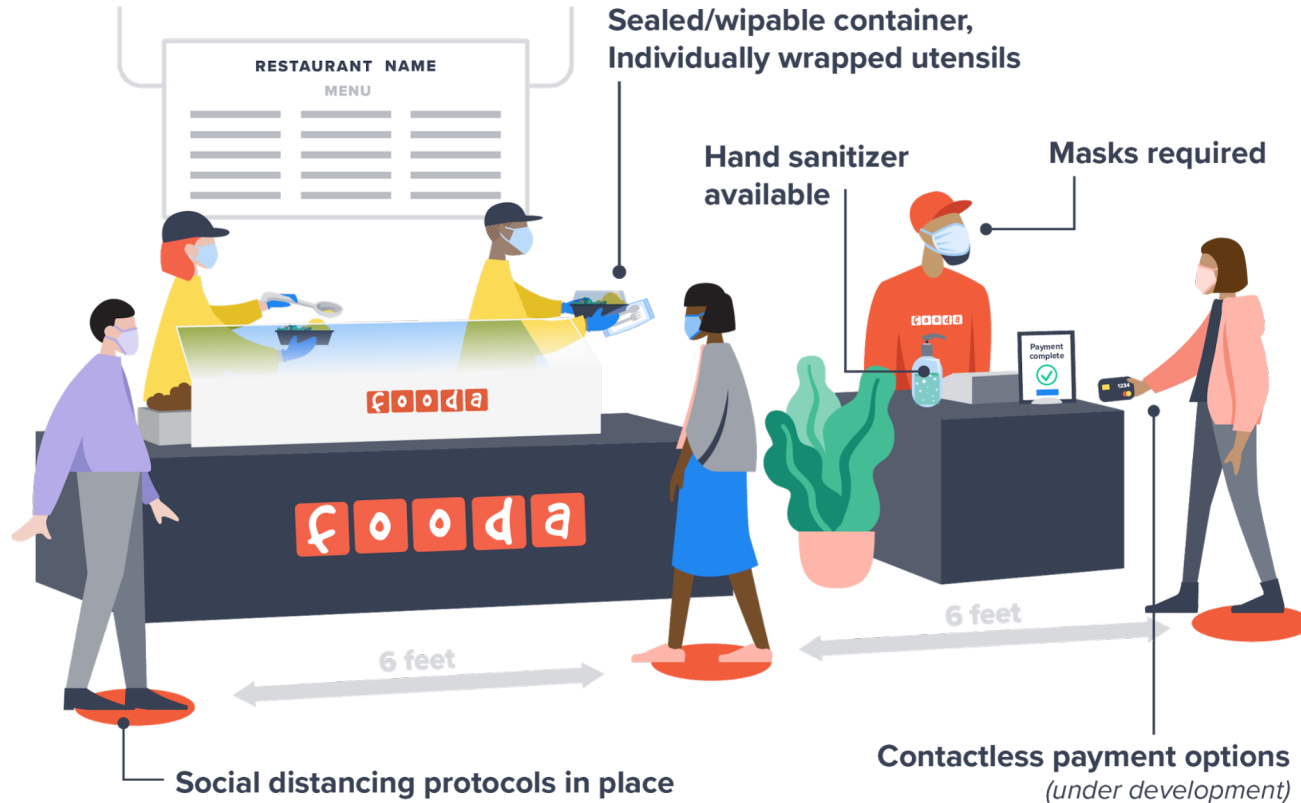 Sealed/wipable container,
Individually wrapped utensils
RESTAURANT NAME
MENU
Hand sanitizer
available
Masks required
fooda
Payment
complete
1234
fooda
fooda
6 feet
6 feet
Social distancing protocols in place
Contactless payment options
(under development)